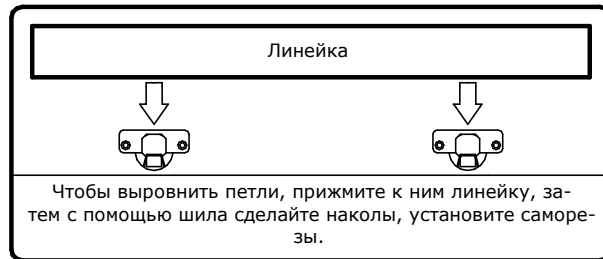 Линейка
Чтобы выровнить петли, прижмите к ним линейку, за-
тем с помощью шила сделайте наколы, установите саморе-
зы.